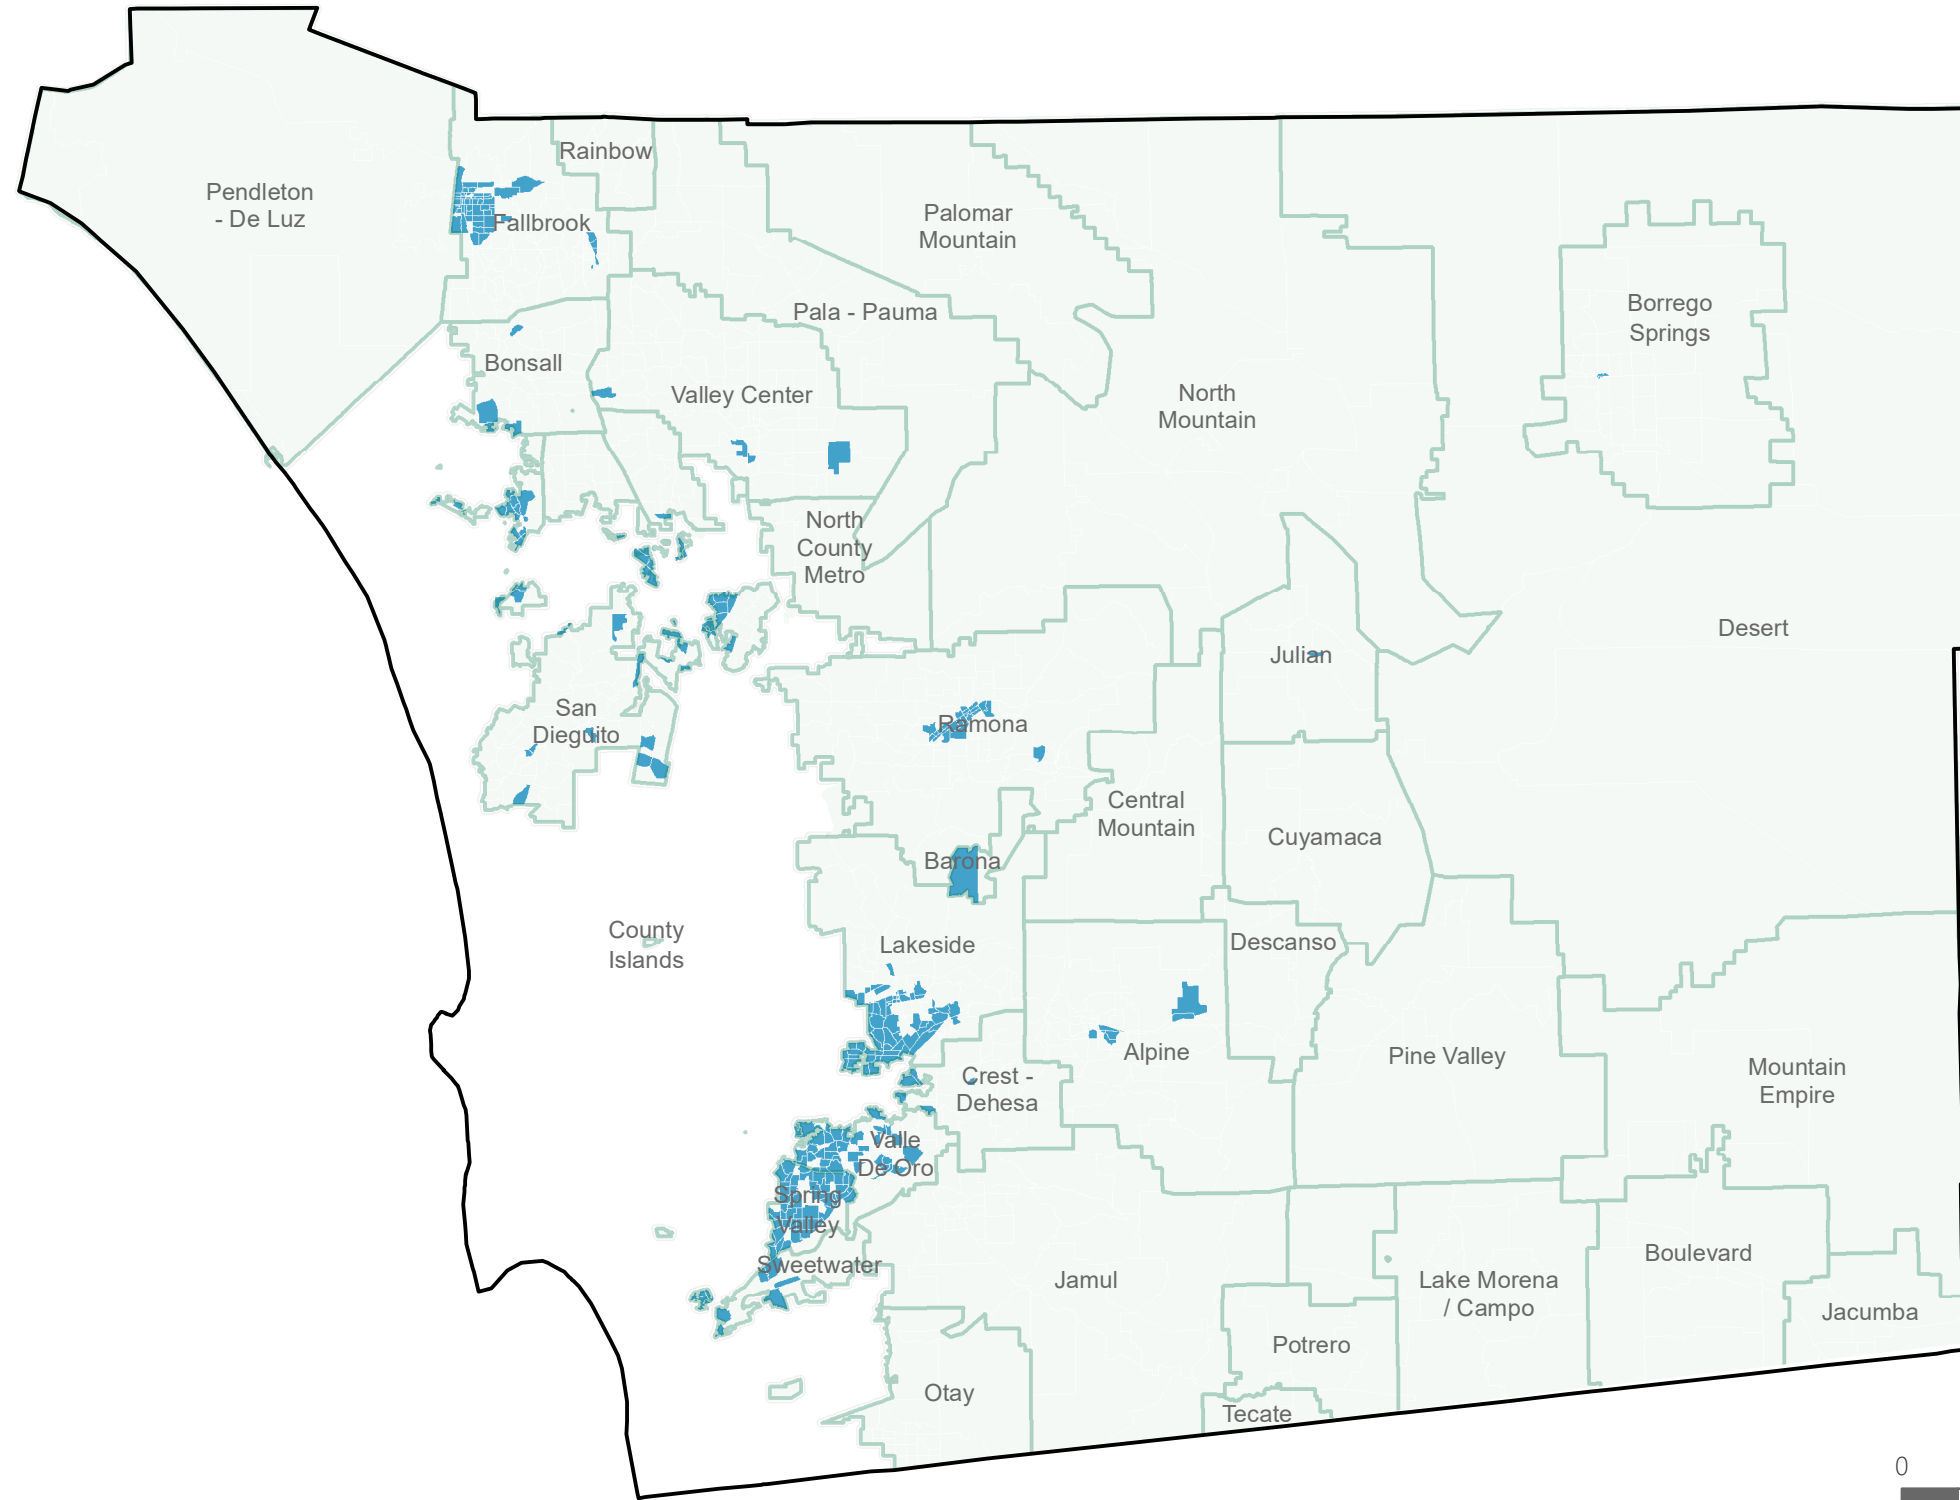 Rainbow
Pendleton
- De Luz
Fallbrook
Palomar
Mountain
Pala - Pauma
Borrego
Springs
Bonsall
Valley Center
North
Mountain
North
County
Metro
Desert
Julian
San
Dieguito
Ramona
Central
Mountain
Cuyamaca
Barona
County
Islands
Lakeside
Descanso
Alpine
Pine Valley
Crest -
Dehesa
Mountain
Empire
Valle
De Oro
Spring
Valley
Sweetwater
Jamul
Lake Morena
/ Campo
Boulevard
Jacumba
Potrero
Otay
Tecate
0